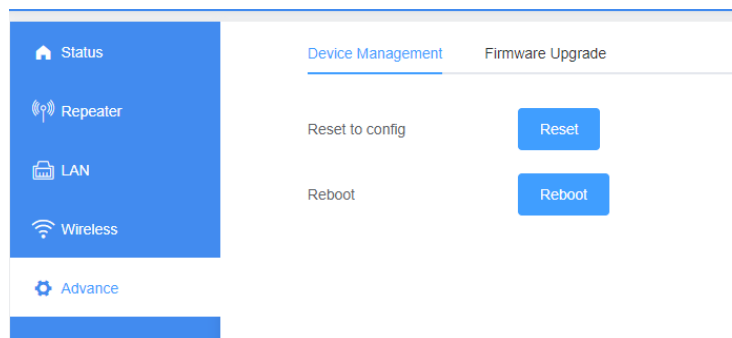 Status
Repeater
LAN
Wireless
Advance
Device Management
Firmware Upgrade
Reset to config
Reset
Reboot
Reboot